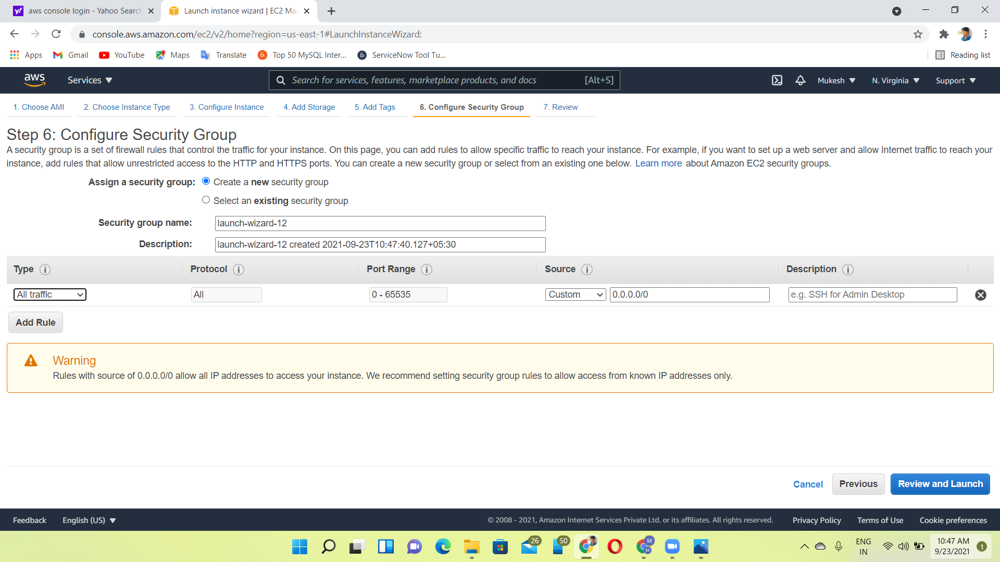 aws console login - Yahoo Search
Launch instance wizard | EC2 Ma
console.aws.amazon.com/ec2/v2/home?region=us-east-1#LaunchInstanceWizard:
Apps Gmail YouTube Maps Translate Top 50 MySQL Inter... ServiceNow Tool Tu... Reading list
aws Services Search for services, features, marketplace products, and docs [Alt+S] Mukesh N. Virginia Support
1. Choose AMI 2. Choose Instance Type 3. Configure Instance 4. Add Storage 5. Add Tags 6. Configure Security Group 7. Review
Step 6: Configure Security Group
A security group is a set of firewall rules that control the traffic for your instance. On this page, you can add rules to allow specific traffic to reach your instance. For example, if you want to set up a web server and allow Internet traffic to reach your
instance, add rules that allow unrestricted access to the HTTP and HTTPS ports. You can create a new security group or select from an existing one below. Learn more about Amazon EC2 security groups.
Assign a security group: Create a new security group
Select an existing security group
Security group name: launch-wizard-12
Description: launch-wizard-12 created 2021-09-23T10:47:40.127+05:30
Type i Protocol i Port Range i Source i Description i
All traffic All 0 - 65535 Custom 0.0.0.0/0 e.g. SSH for Admin Desktop
Add Rule
Warning
Rules with source of 0.0.0.0/0 allow all IP addresses to access your instance. We recommend setting security group rules to allow access from known IP addresses only.
Cancel Previous Review and Launch
Feedback English (US) © 2008 - 2021, Amazon Internet Services Private Ltd. or its affiliates. All rights reserved. Privacy Policy Terms of Use Cookie preferences
26 50 M M ENG 10:47 AM
IN 9/23/2021 1